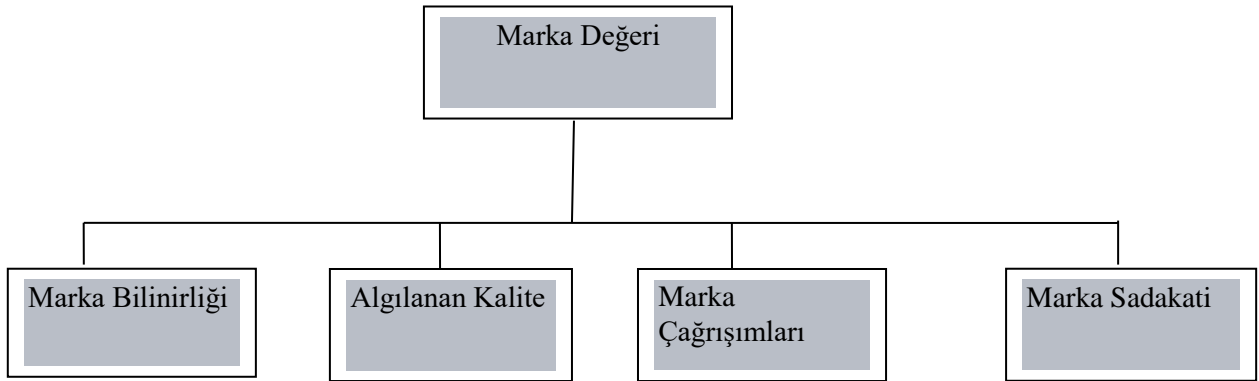 Marka Değeri
Marka Bilinirliği
Algılanan Kalite
Marka
Çağrışımları
Marka Sadakati